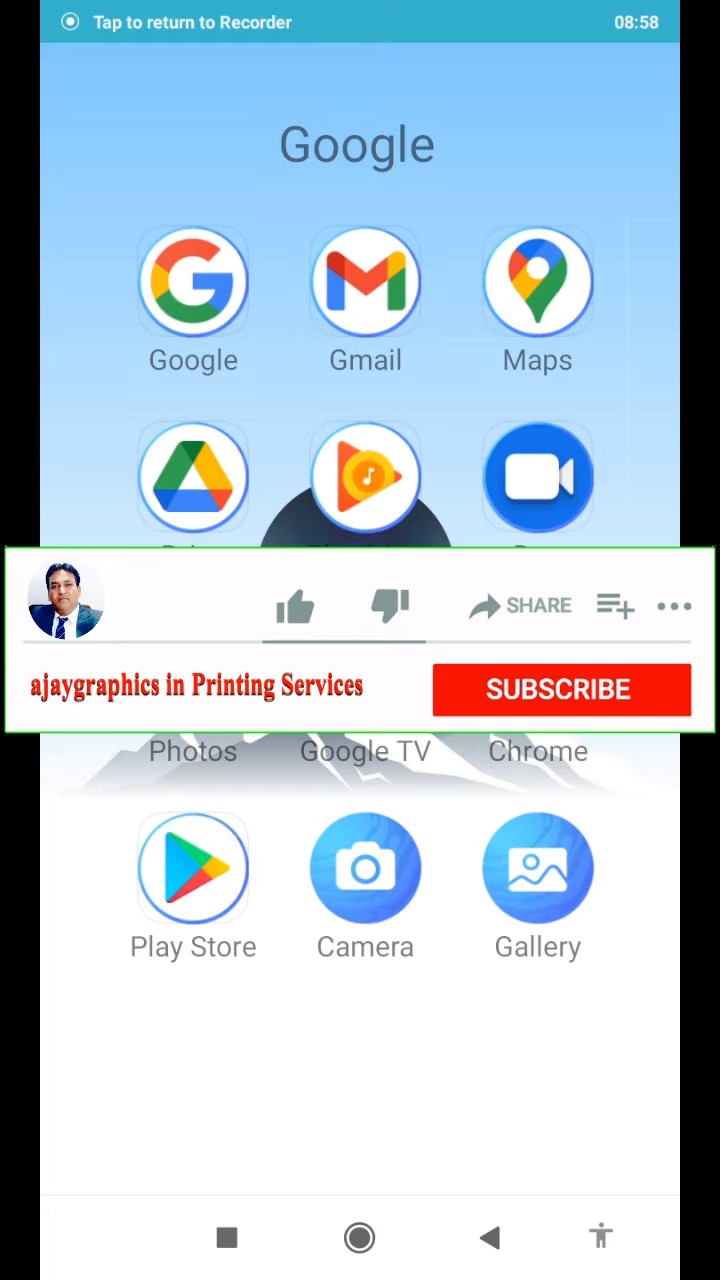 Tap to return to Recorder 08:58
Google
Google Gmail Maps
SHARE
ajaygraphics in Printing Services SUBSCRIBE
Photos Google TV Chrome
Play Store Camera Gallery